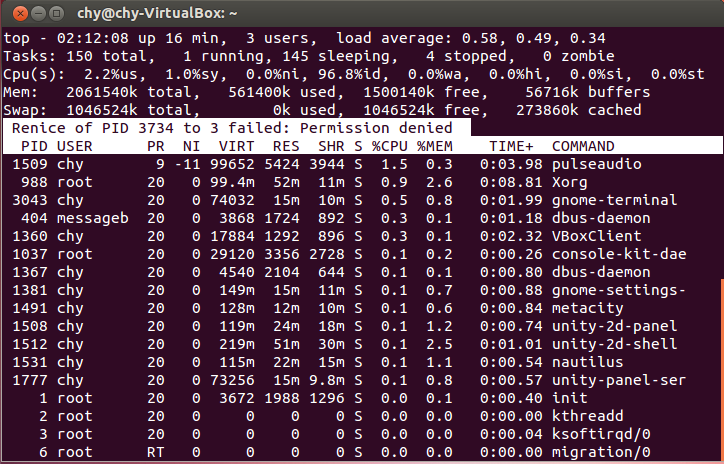 chy@chy-VirtualBox: ~
top - 02:12:08 up 16 min,  3 users,  load average: 0.58, 0.49, 0.34
Tasks: 150 total,   1 running, 145 sleeping,   4 stopped,   0 zombie
Cpu(s):  2.2%us,  1.0%sy,  0.0%ni, 96.8%id,  0.0%wa,  0.0%hi,  0.0%si,  0.0%st
Mem:   2061540k total,   561400k used,  1500140k free,    56716k buffers
Swap:  1046524k total,        0k used,  1046524k free,   273860k cached
Renice of PID 3734 to 3 failed: Permission denied
PID USER      PR  NI  VIRT  RES  SHR S %CPU %MEM    TIME+  COMMAND
1509 chy        9 -11 99652 5424 3944 S  1.5  0.3   0:03.98 pulseaudio
988 root      20   0 99.4m  52m  11m S  0.9  2.6   0:08.81 Xorg
3043 chy       20   0 74032  15m  10m S  0.5  0.8   0:01.99 gnome-terminal
404 messageb  20   0  3868 1724  892 S  0.3  0.1   0:01.18 dbus-daemon
1360 chy       20   0 17884 1292  896 S  0.3  0.1   0:02.32 VBoxClient
1037 root      20   0 29120 3356 2728 S  0.1  0.2   0:00.26 console-kit-dae
1367 chy       20   0  4540 2104  644 S  0.1  0.1   0:00.80 dbus-daemon
1381 chy       20   0  149m  15m  11m S  0.1  0.7   0:00.88 gnome-settings-
1491 chy       20   0  128m  12m  10m S  0.1  0.6   0:00.84 metacity
1508 chy       20   0  119m  24m  18m S  0.1  1.2   0:00.74 unity-2d-panel
1512 chy       20   0  219m  51m  30m S  0.1  2.5   0:01.01 unity-2d-shell
1531 chy       20   0  115m  22m  15m S  0.1  1.1   0:00.54 nautilus
1777 chy       20   0 73256  15m 9.8m S  0.1  0.8   0:00.57 unity-panel-ser
1 root      20   0  3672 1988 1296 S  0.0  0.1   0:00.40 init
2 root      20   0     0    0    0 S  0.0  0.0   0:00.00 kthreadd
3 root      20   0     0    0    0 S  0.0  0.0   0:00.04 ksoftirqd/0
6 root      RT   0     0    0    0 S  0.0  0.0   0:00.00 migration/0